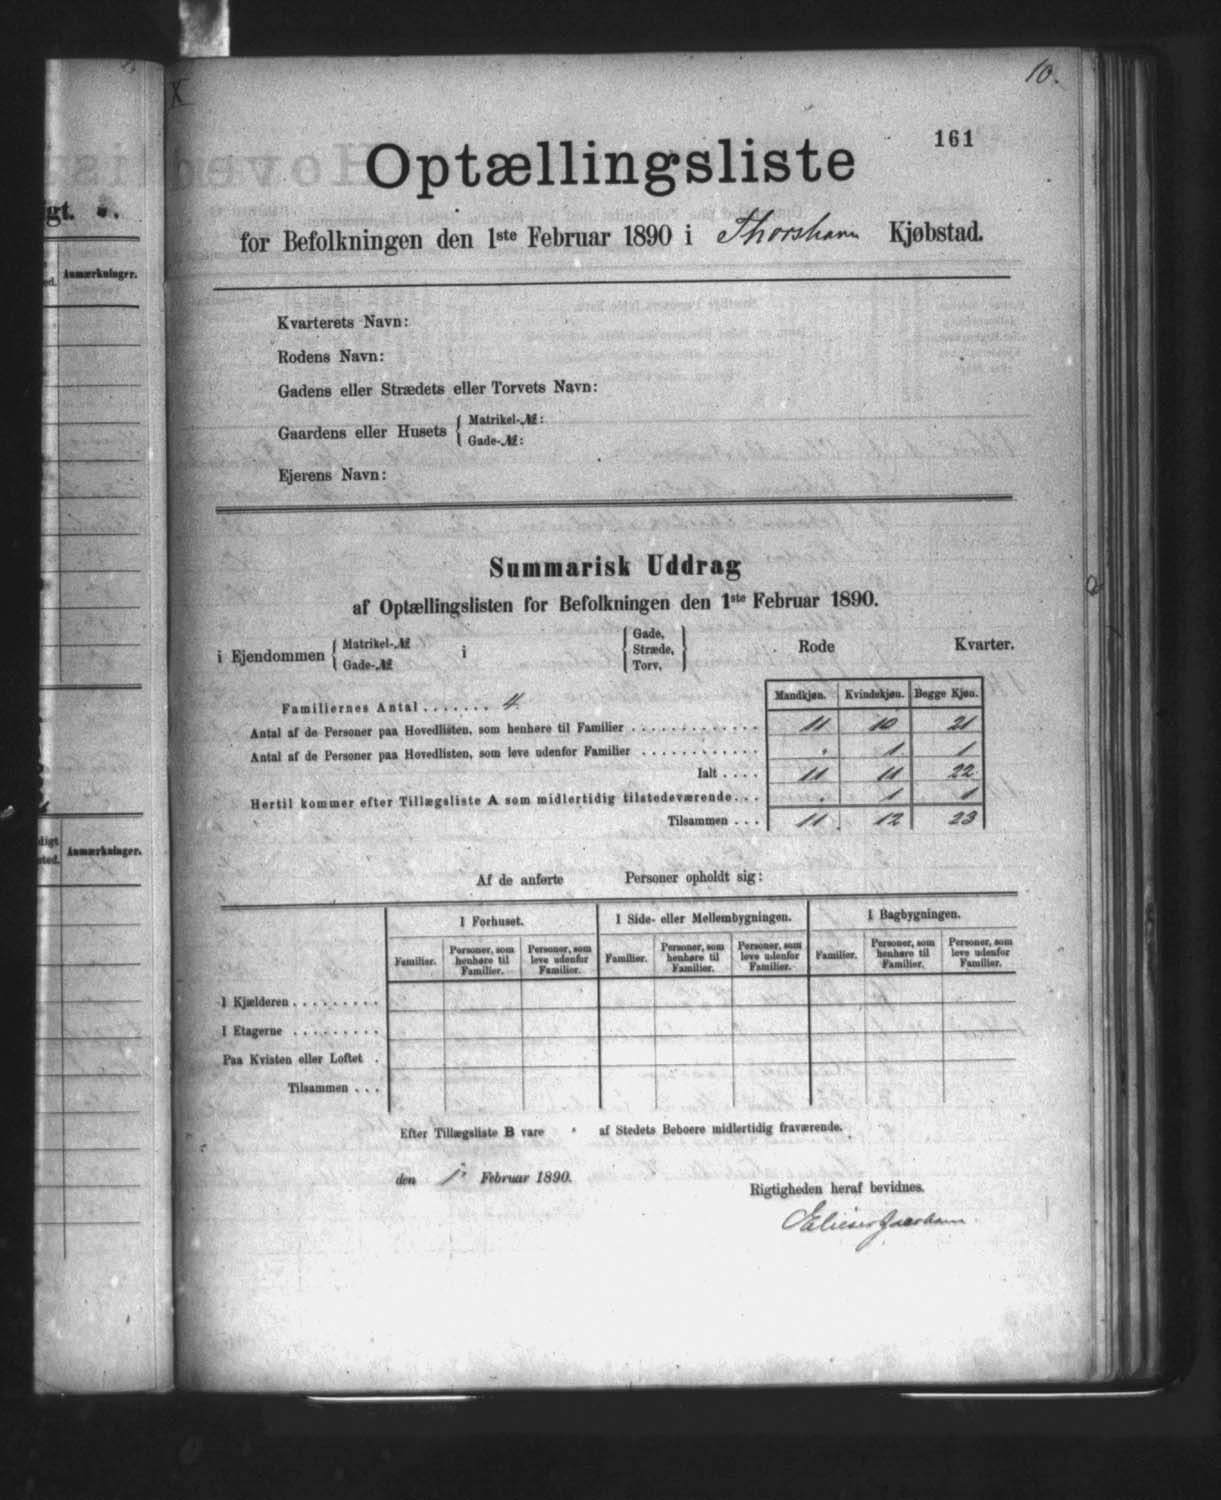 10.
X
161
Optællingsliste
for Befolkningen den 1ste Februar 1890 i Thorshavn Kjøbstad.
Kvarterets Navn:
Rodens Navn:
Gadens eller Strædets eller Torvets Navn:
Gaardens eller Husets { Matrikel-№:
Gade-№:
Ejerens Navn:
Summarisk Uddrag
af Optællingslisten for Befolkningen den 1ste Februar 1890.
i Ejendommen { Matrikel-№ Gade-№ i { Gade, Stræde, Torv, } Rode Kvarter.
Mandkjøn. Kvindekjøn. Begge Kjøn.
Familiernes Antal . . . . . . . 4.
Antal af de Personer paa Hovedlisten, som henhøre til Familier . . . 11 10 21
Antal af de Personer paa Hovedlisten, som leve udenfor Familier . . . . 1 1
Ialt . . . . 11 11 22
Hertil kommer efter Tillægsliste A som midlertidig tilstedeværende . . . . 1 1
Tilsammen . . . 11 12 23
Af de anførte Personer opholdt sig:
I Forhuset. I Side- eller Mellembygningen. I Bagbygningen.
Familier. Personer, som henhøre til Familier. Personer, som leve udenfor Familier. Familier. Personer, som henhøre til Familier. Personer, som leve udenfor Familier. Familier. Personer, som henhøre til Familier. Personer, som leve udenfor Familier.
I Kjælderen . . . . . . . . .
I Etagerne . . . . . . . . .
Paa Kvisten eller Loftet .
Tilsammen . . .
Efter Tillægsliste B vare af Stedets Beboere midlertidig fraværende.
den 1. Februar 1890.
Rigtigheden heraf bevidnes.
gt.
ed. Anmærkninger.
digt
sted. Anmærkninger.